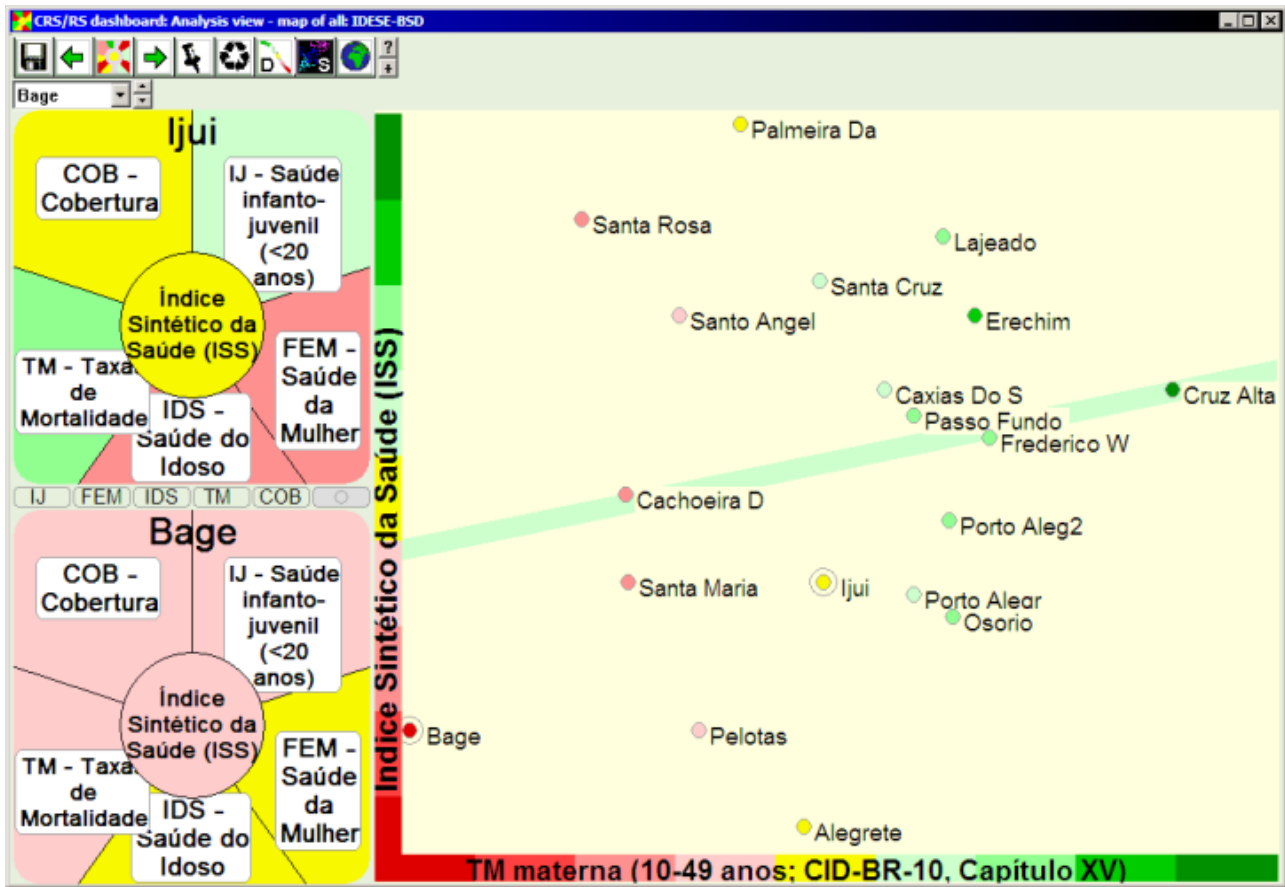 CRS/RS dashboard: Analysis view - map of all: IDESE-BSD
D
S
?
+
Bage
Ijui
COB -
Cobertura
IJ - Saúde
infanto-
juvenil
(<20
anos)
Índice
Sintético da
Saúde (ISS)
FEM -
Saúde
da
Mulher
TM - Taxa
de
Mortalidade
IDS -
Saúde do
Idoso
IJ FEM IDS TM COB
Bage
COB -
Cobertura
IJ - Saúde
infanto-
juvenil
(<20
anos)
Índice
Sintético da
Saúde (ISS)
FEM -
Saúde
da
Mulher
TM - Taxa
de
Mortalidade
IDS -
Saúde do
Idoso
Indice Sintético da Saúde (ISS)
Palmeira Da
Santa Rosa
Lajeado
Santa Cruz
Santo Angel
Erechim
Caxias Do S
Cruz Alta
Passo Fundo
Frederico W
Cachoeira D
Porto Aleg2
Santa Maria
Ijui
Porto Alegr
Osorio
Bage
Pelotas
Alegrete
TM materna (10-49 anos; CID-BR-10, Capítulo XV)